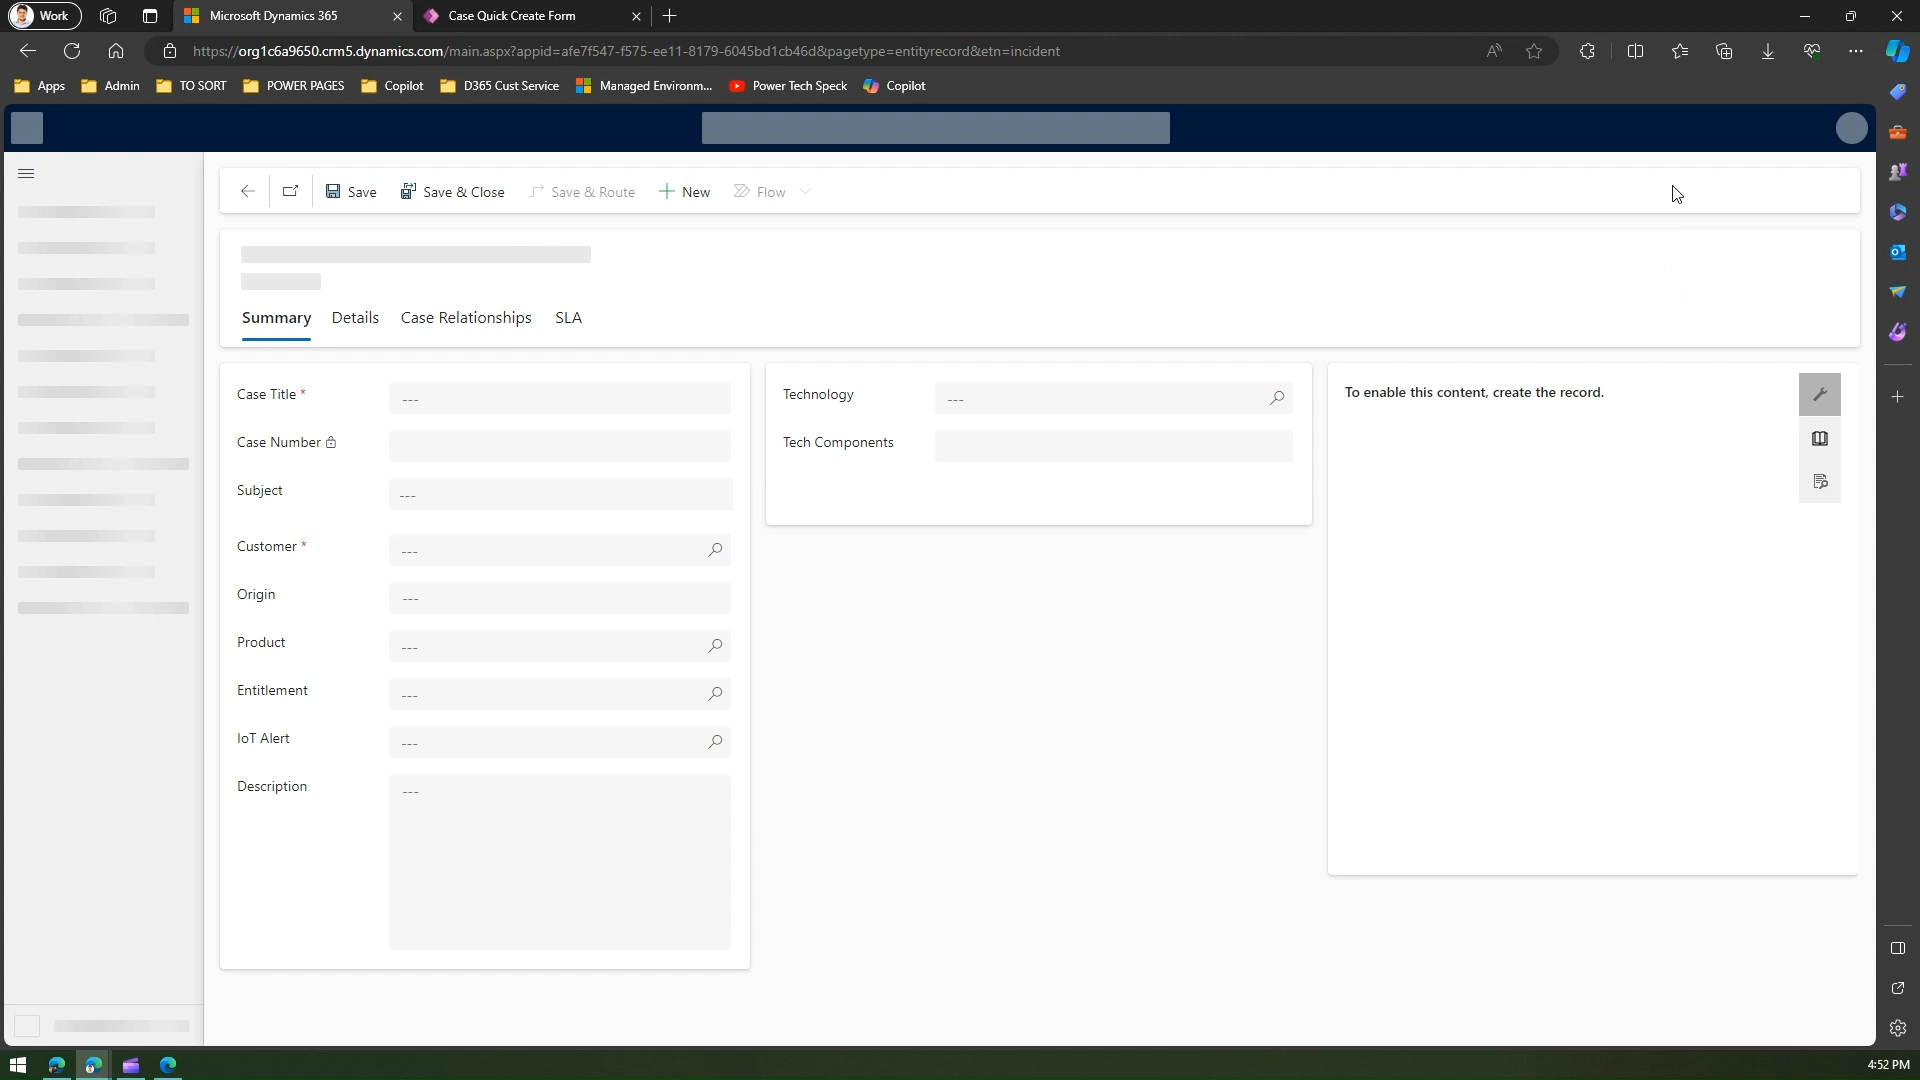 Work
Microsoft Dynamics 365
Case Quick Create Form
https://org1c6a9650.crm5.dynamics.com/main.aspx?appid=afe7f547-f575-ee11-8179-6045bd1cb46d&pagetype=entityrecord&etn=incident
Apps
Admin
TO SORT
POWER PAGES
Copilot
D365 Cust Service
Managed Environm...
Power Tech Speck
Copilot
Save
Save & Close
Save & Route
New
Flow
Summary
Details
Case Relationships
SLA
Case Title *
---
Case Number
Subject
---
Customer *
---
Origin
---
Product
---
Entitlement
---
IoT Alert
---
Description
---
Technology
---
Tech Components
To enable this content, create the record.
4:52 PM